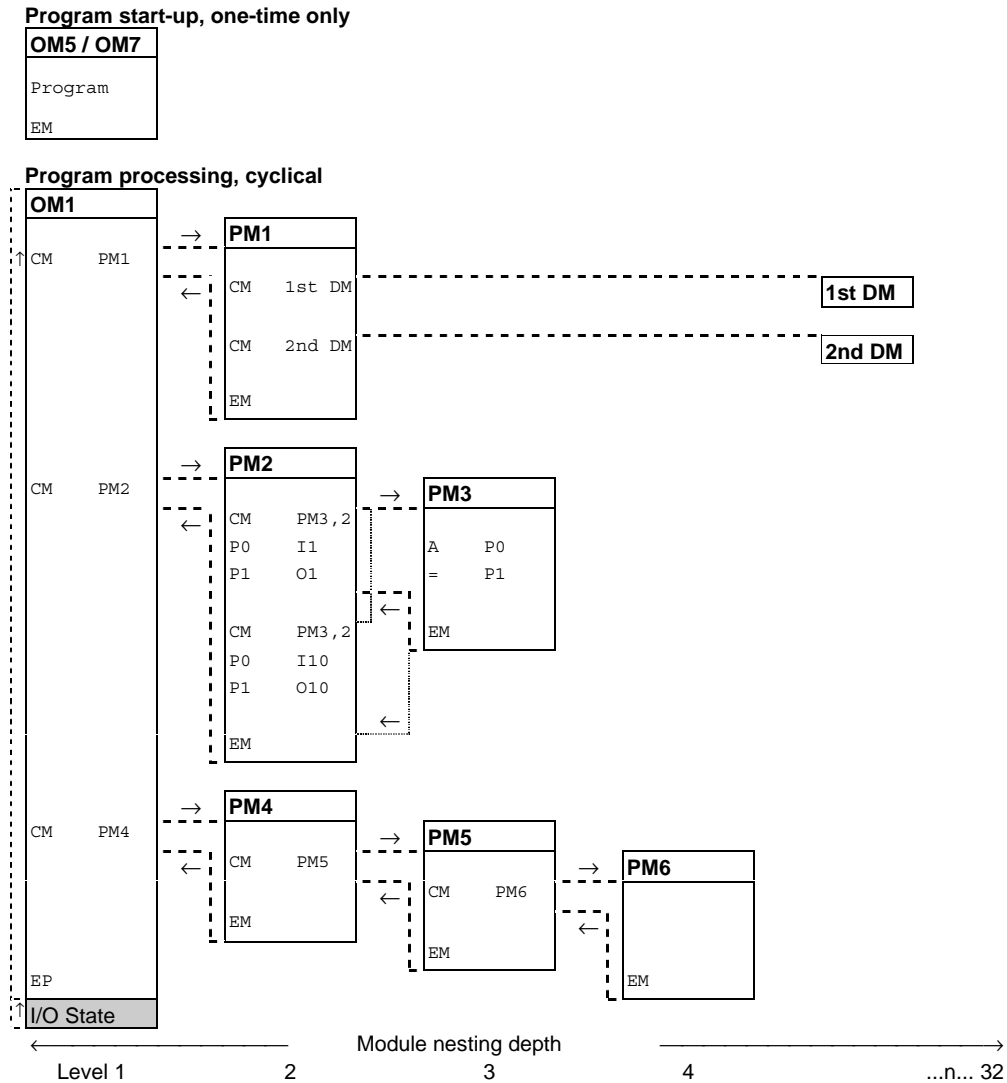 Program start-up, one-time only
OM5 / OM7
Program
EM
Program processing, cyclical
OM1
CM PM1
CM PM2
CM PM4
EP
I/O State
→
←
PM1
CM 1st DM
CM 2nd DM
EM
1st DM
2nd DM
→
←
PM2
CM PM3,2
P0 I1
P1 O1
CM PM3,2
P0 I10
P1 O10
EM
→
←
←
PM3
A P0
= P1
EM
→
←
PM4
CM PM5
EM
→
←
PM5
CM PM6
EM
→
←
PM6
EM
↑
↑
← Module nesting depth →
Level 1 2 3 4 ...n... 32